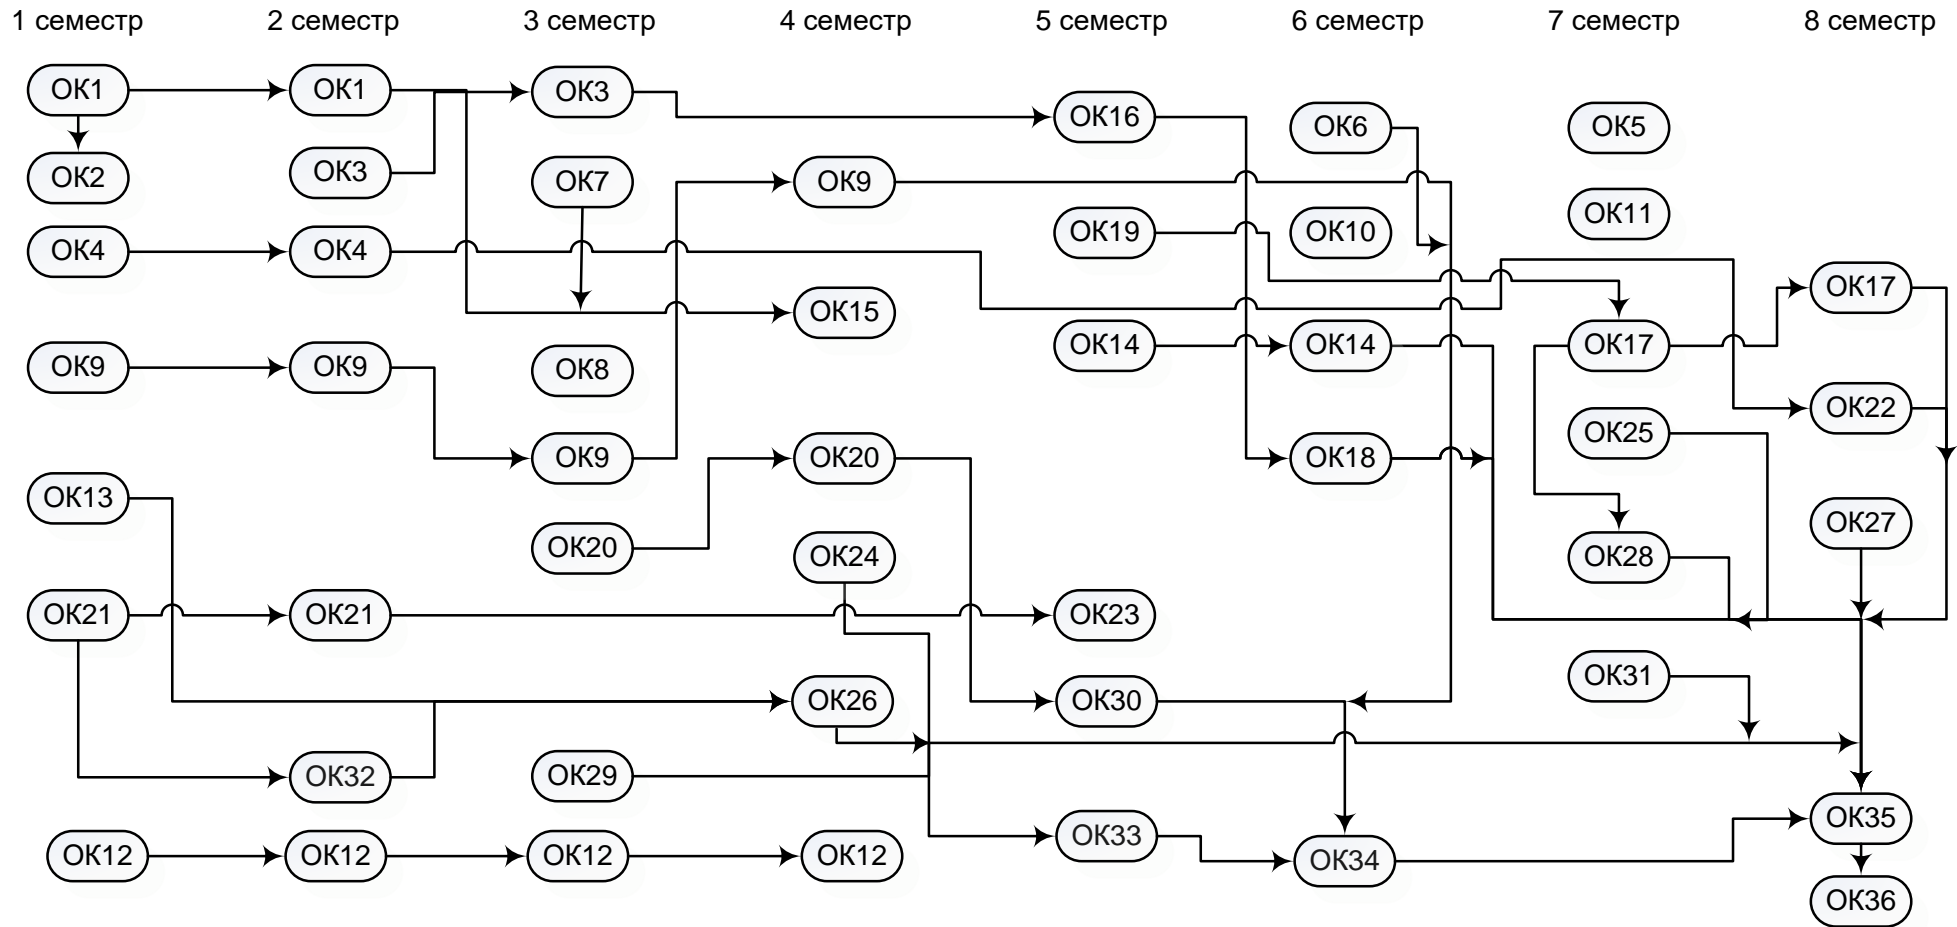 1 семестр 2 семестр 3 семестр 4 семестр 5 семестр 6 семестр 7 семестр 8 семестр
ОК1 ОК1 ОК3 ОК16 ОК6 ОК5
ОК2 ОК3 ОК7 ОК9 ОК19 ОК10 ОК11
ОК4 ОК4 ОК15 ОК17
ОК9 ОК9 ОК8 ОК14 ОК14 ОК17
ОК22
ОК9 ОК20 ОК18 ОК25
ОК13 ОК20 ОК24 ОК28 ОК27
ОК21 ОК21 ОК23
ОК26 ОК30 ОК31
ОК32 ОК29
ОК33 ОК35
ОК12 ОК12 ОК12 ОК12 ОК34
ОК36